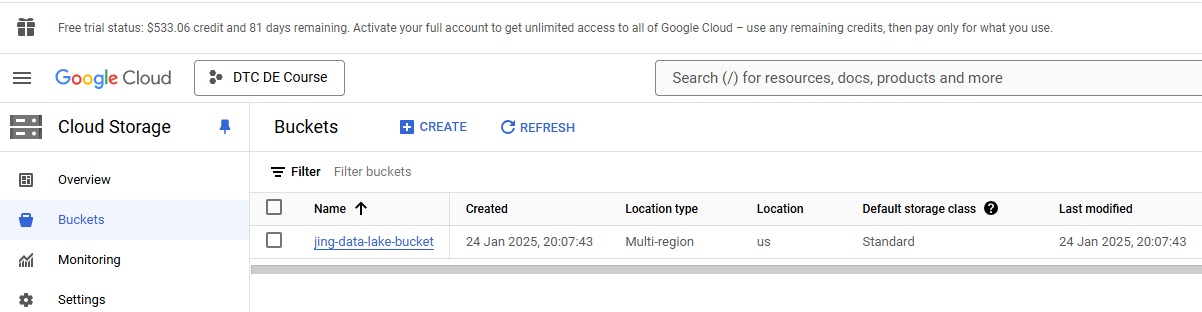 Free trial status: $533.06 credit and 81 days remaining. Activate your full account to get unlimited access to all of Google Cloud – use any remaining credits, then pay only for what you use.
Google Cloud DTC DE Course Search (/) for resources, docs, products and more
Cloud Storage Buckets CREATE REFRESH
Filter Filter buckets
Overview
Buckets
Monitoring
Settings
Name Created Location type Location Default storage class ? Last modified
jing-data-lake-bucket 24 Jan 2025, 20:07:43 Multi-region us Standard 24 Jan 2025, 20:07:43